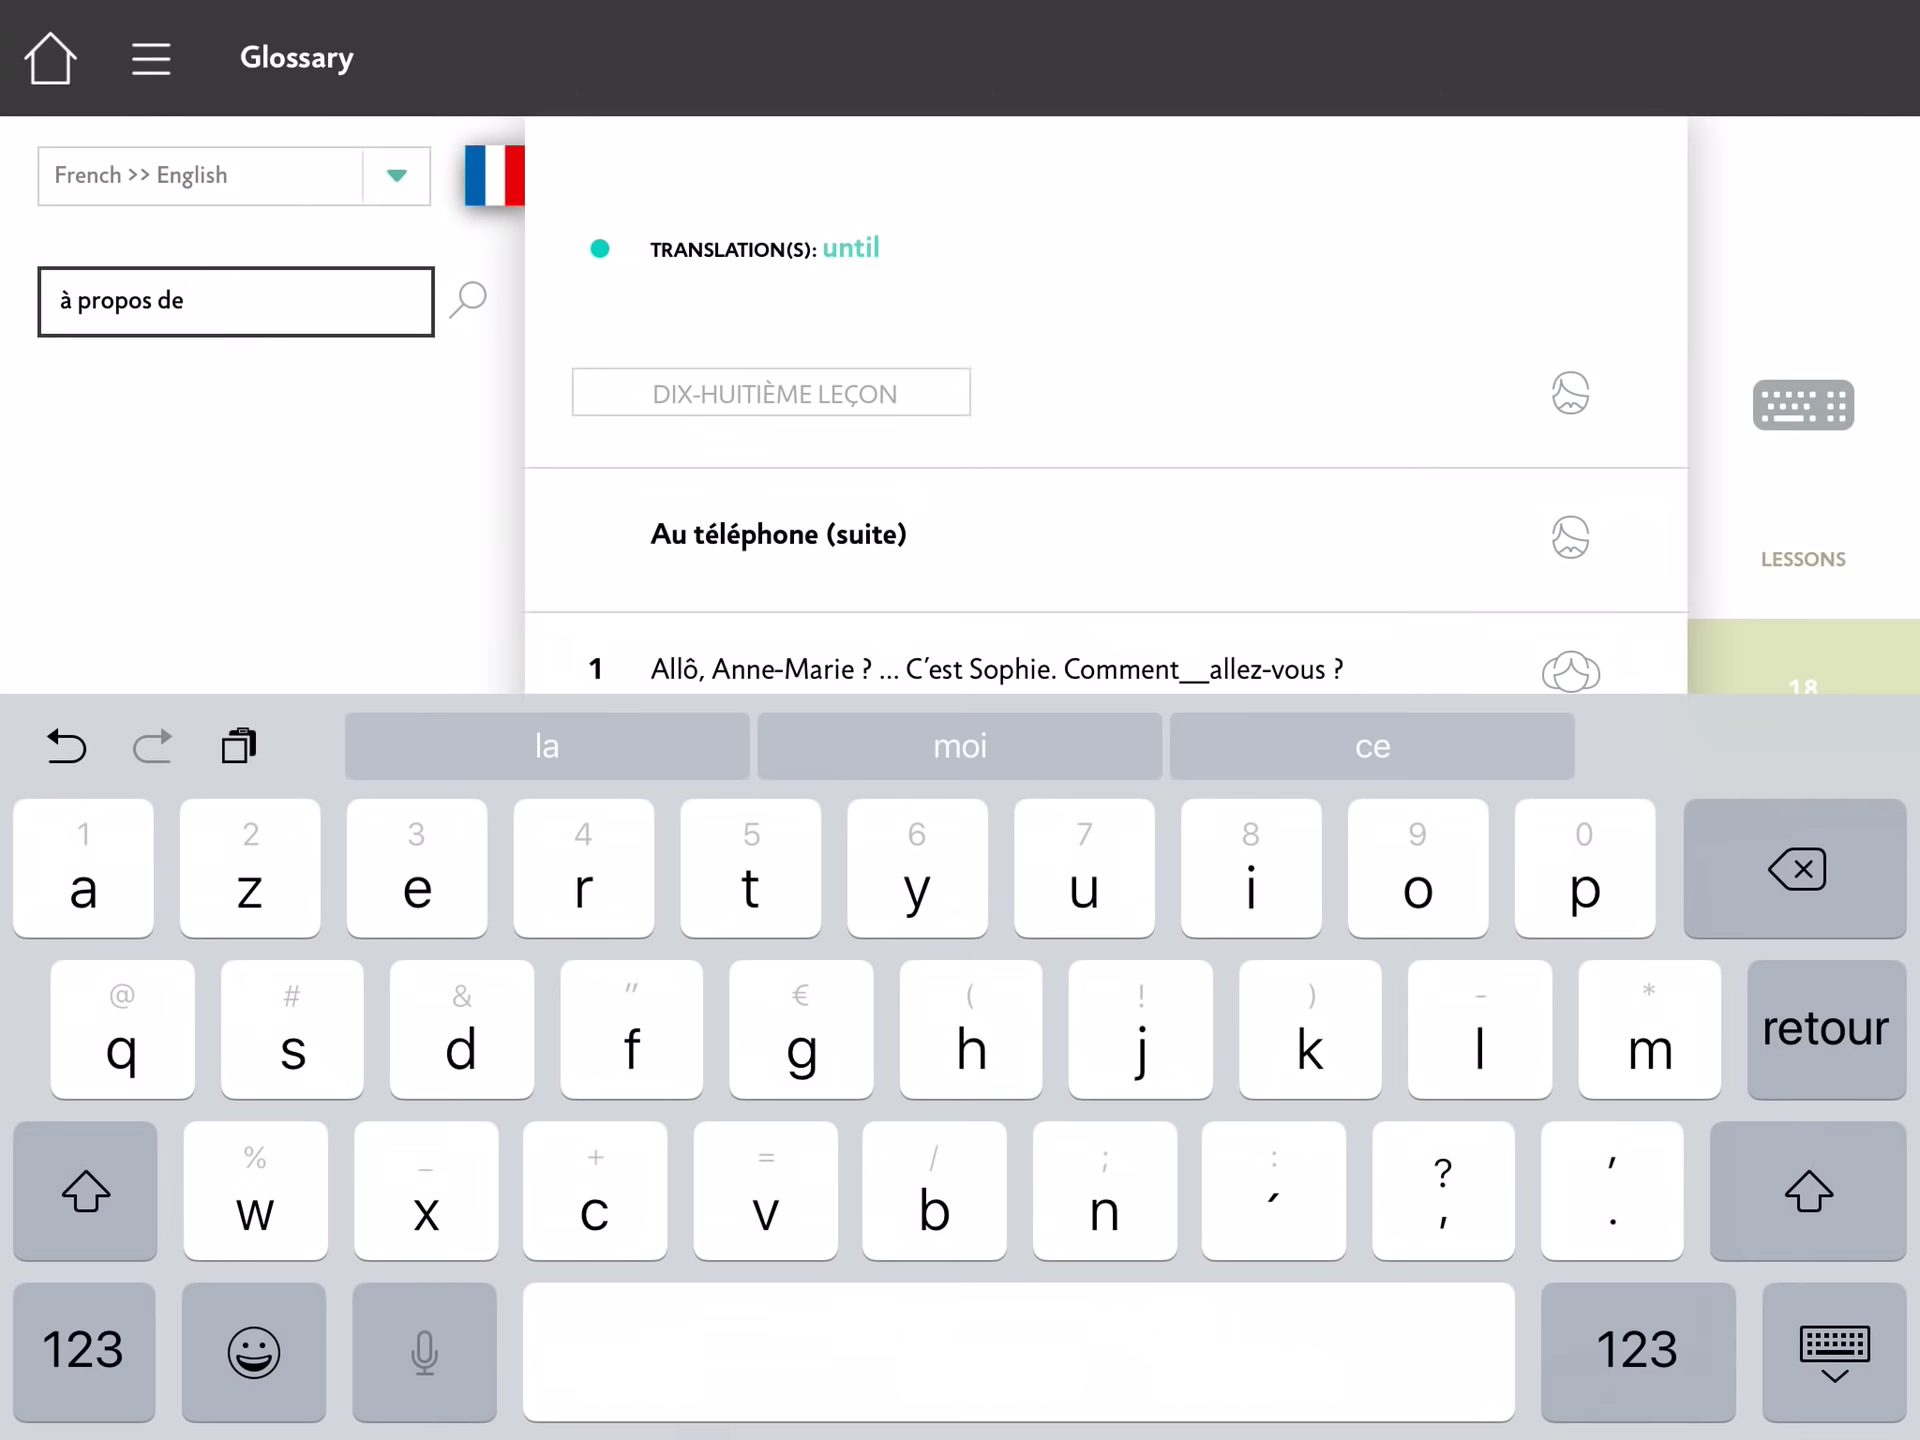 Glossary
French >> English
à propos de
TRANSLATION(S): until
DIX-HUITIÈME LEÇON
Au téléphone (suite)
LESSONS
1 Allô, Anne-Marie ? ... C'est Sophie. Comment__allez-vous ?
18
la moi ce
1 2 3 4 5 6 7 8 9 0
a z e r t y u i o p
@ # & " € ( ! ) - *
q s d f g h j k l m retour
% _ + = / ; : ? '
w x c v b n ´ , .
123 123